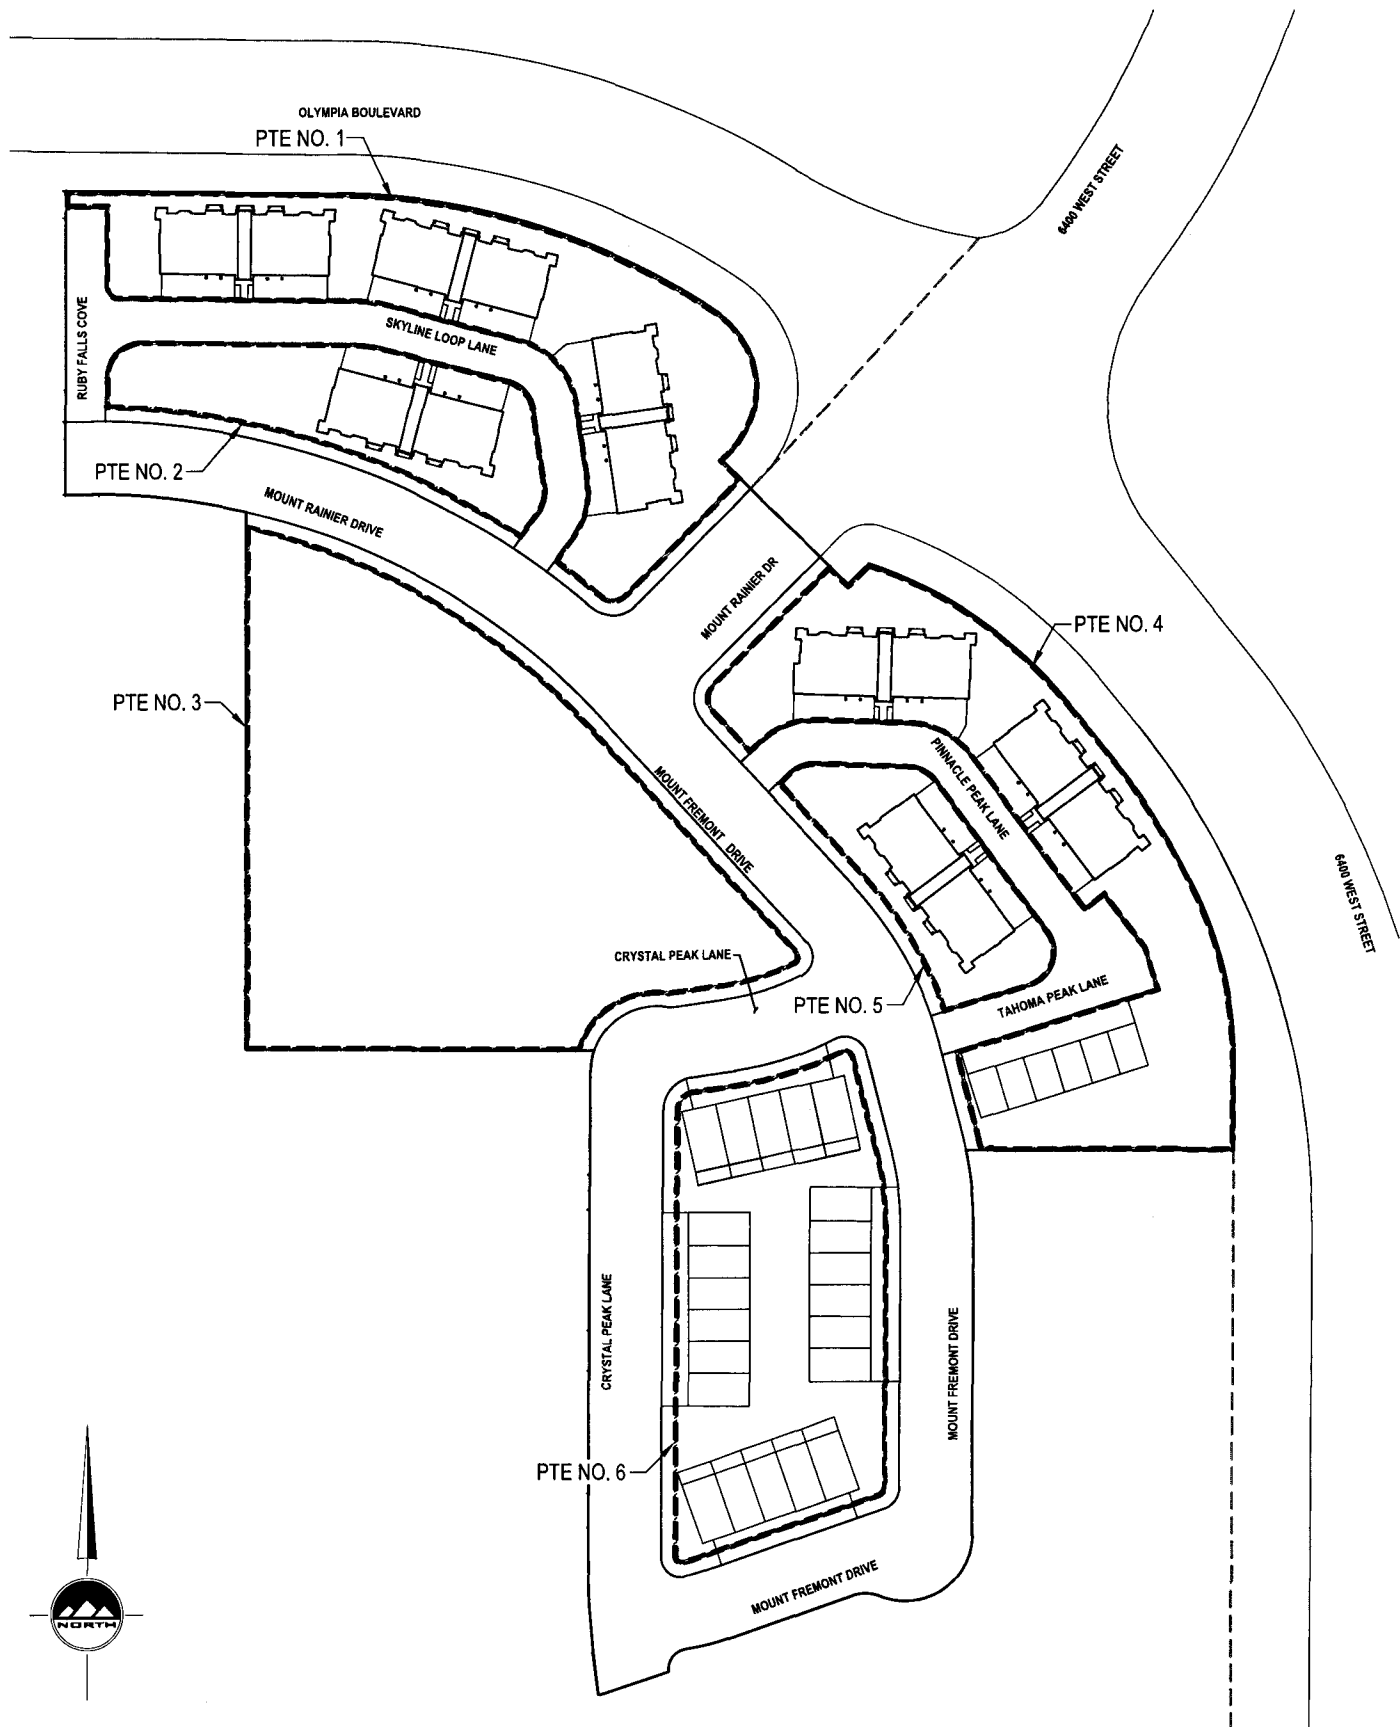 OLYMPIA BOULEVARD
PTE NO. 1
6400 WEST STREET
RUBY FALLS COVE
SKYLINE LOOP LANE
PTE NO. 2
MOUNT RAINIER DRIVE
MOUNT RAINIER DR
PTE NO. 4
PTE NO. 3
PINNACLE PEAK LANE
MOUNT FREMONT DRIVE
6400 WEST STREET
CRYSTAL PEAK LANE
PTE NO. 5
TAHOMA PEAK LANE
CRYSTAL PEAK LANE
MOUNT FREMONT DRIVE
PTE NO. 6
MOUNT FREMONT DRIVE
NORTH